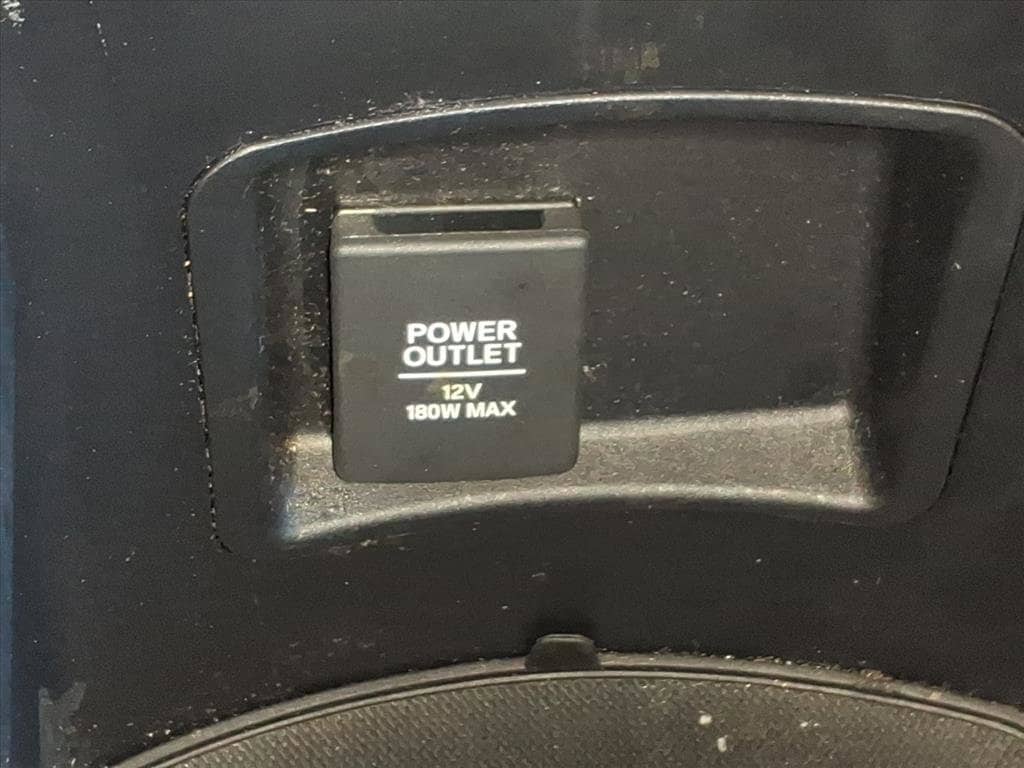 POWER
OUTLET
12V
180W MAX